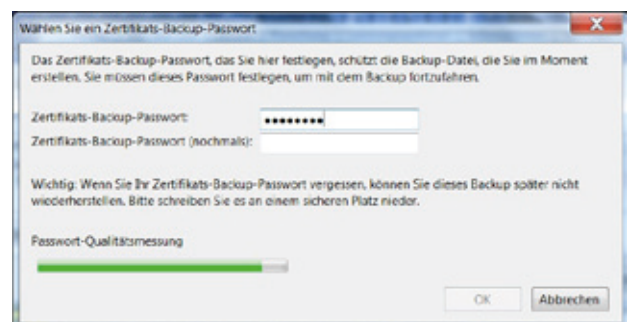 Wählen Sie ein Zertifikats-Backup-Passwort
Das Zertifikats-Backup-Passwort, das Sie hier festlegen, schützt die Backup-Datei, die Sie im Moment
erstellen. Sie müssen dieses Passwort festlegen, um mit dem Backup fortzufahren.
Zertifikats-Backup-Passwort: ••••••••
Zertifikats-Backup-Passwort (nochmals):
Wichtig: Wenn Sie Ihr Zertifikats-Backup-Passwort vergessen, können Sie dieses Backup später nicht
wiederherstellen. Bitte schreiben Sie es an einem sicheren Platz nieder.
Passwort-Qualitätsmessung
OK Abbrechen